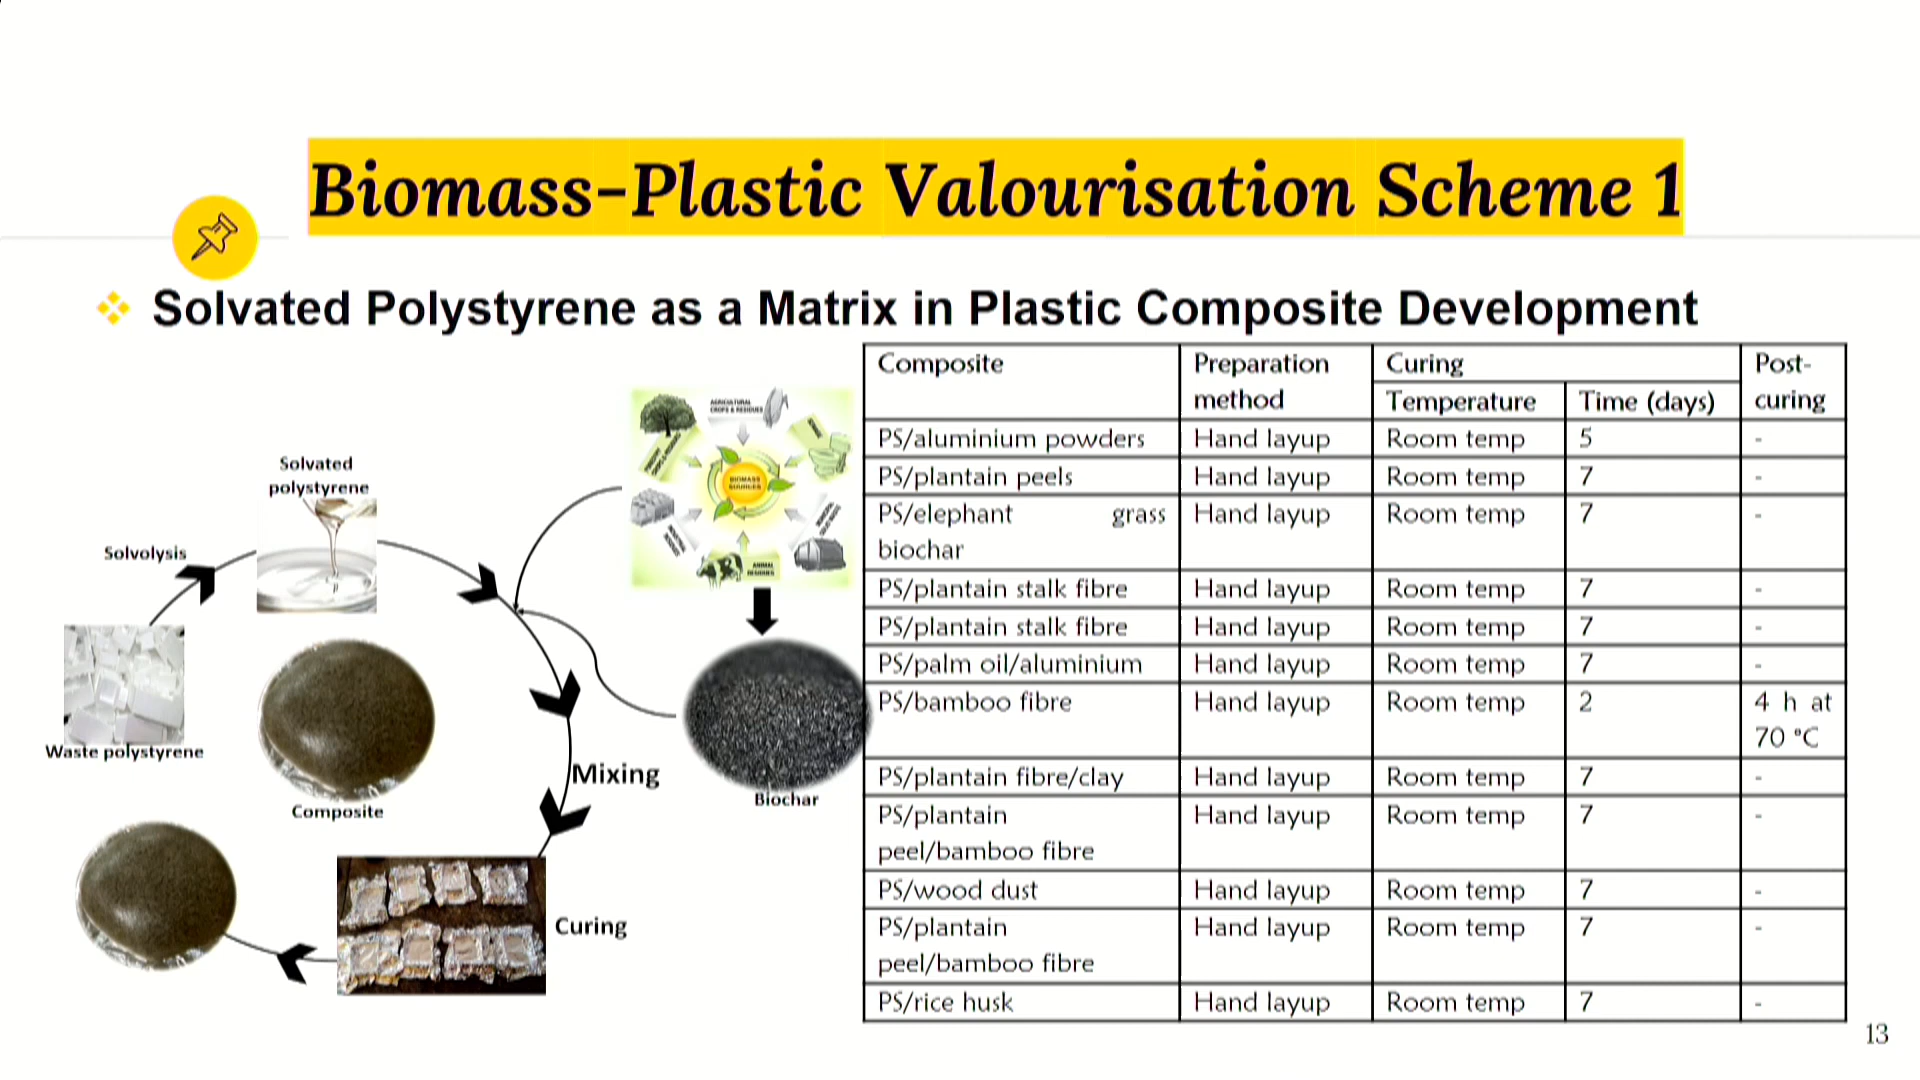 Biomass-Plastic Valourisation Scheme 1
Solvated Polystyrene as a Matrix in Plastic Composite Development
Solvated
polystyrene
Solvolysis
Waste polystyrene
Composite
Mixing
Curing
Biochar
AGRICULTURAL
CROPS & RESIDUES
BIOMASS
SOURCES
ANIMAL
RESIDUES
Composite Preparation method Curing Post-curing
Temperature Time (days)
PS/aluminium powders Hand layup Room temp 5 -
PS/plantain peels Hand layup Room temp 7 -
PS/elephant grass Hand layup Room temp 7 -
biochar
PS/plantain stalk fibre Hand layup Room temp 7 -
PS/plantain stalk fibre Hand layup Room temp 7 -
PS/palm oil/aluminium Hand layup Room temp 7 -
PS/bamboo fibre Hand layup Room temp 2 4 h at
70 °C
PS/plantain fibre/clay Hand layup Room temp 7 -
PS/plantain Hand layup Room temp 7 -
peel/bamboo fibre
PS/wood dust Hand layup Room temp 7 -
PS/plantain Hand layup Room temp 7 -
peel/bamboo fibre
PS/rice husk Hand layup Room temp 7 -
13